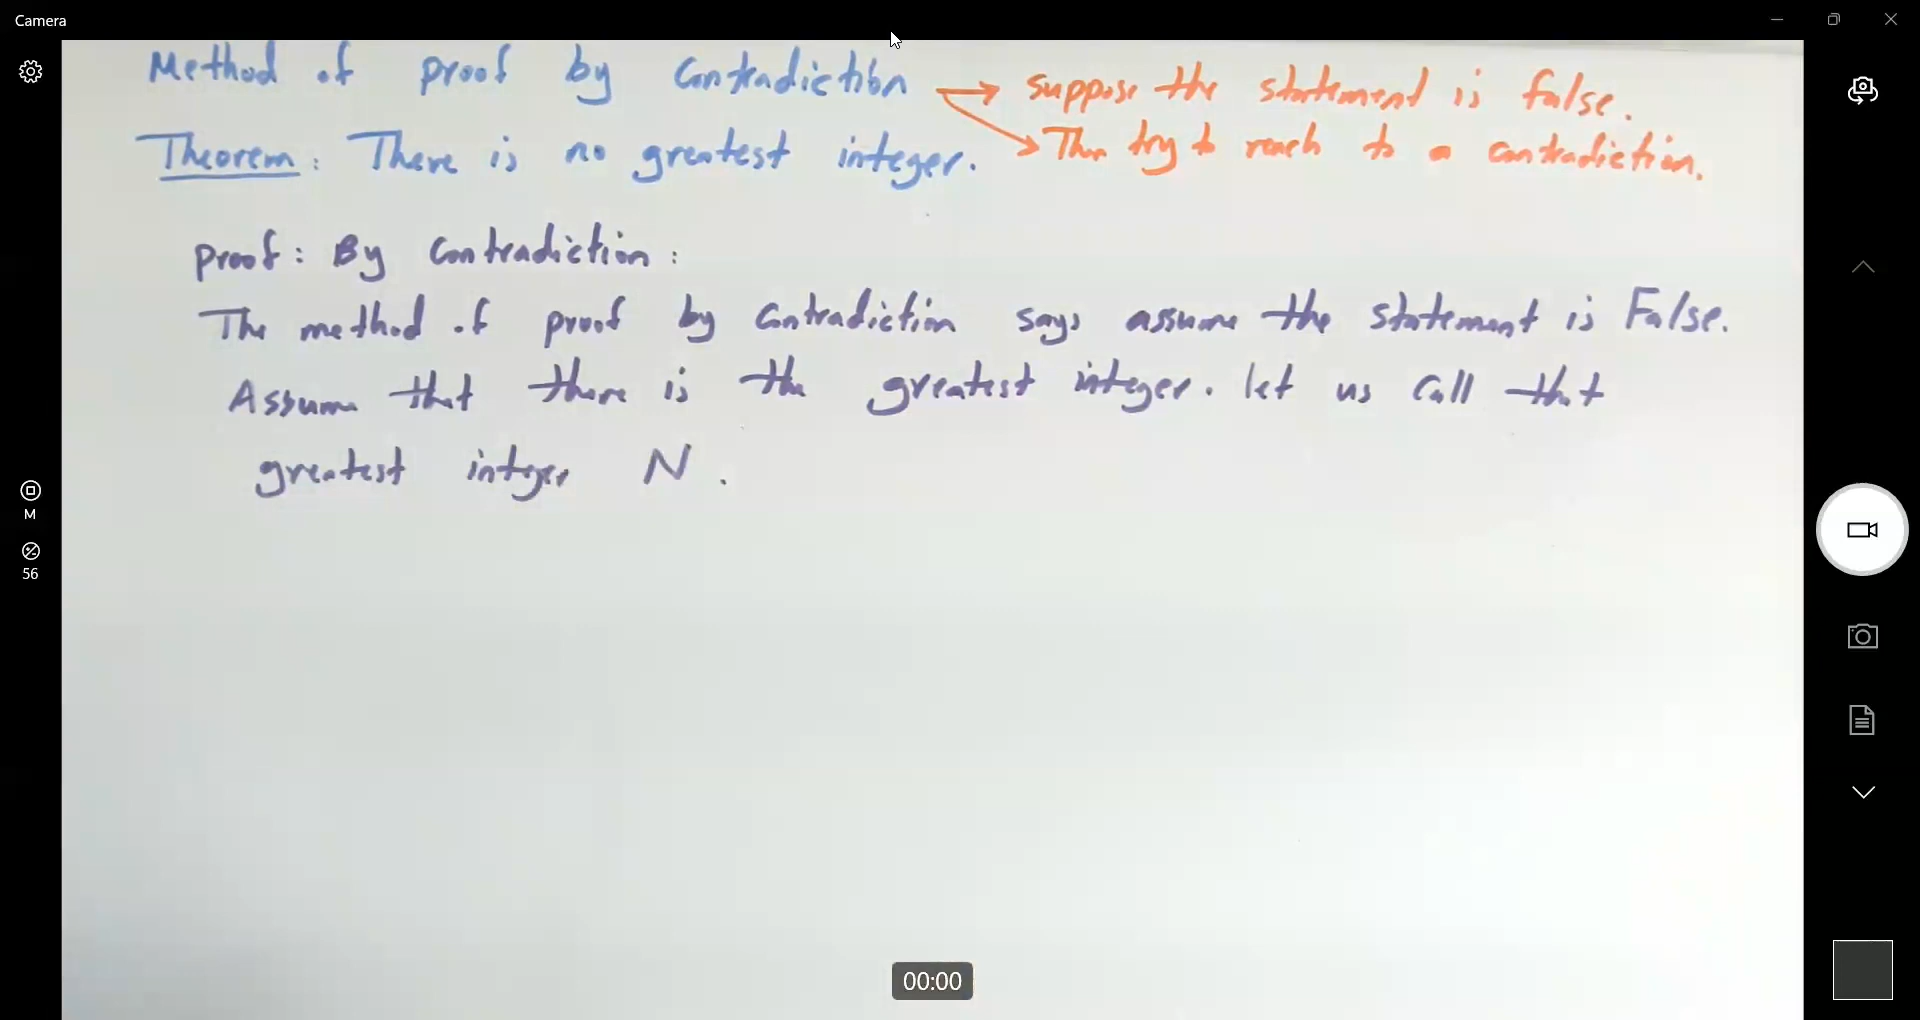 Camera
Method of proof by Contradiction → suppose the statement is false.
Theorem: There is no greatest integer. → Then try to reach to a contradiction.
proof: By Contradiction:
The method of proof by Contradiction says assume the statement is False.
Assume that there is the greatest integer. let us call that
greatest integer N.
M
56
00:00